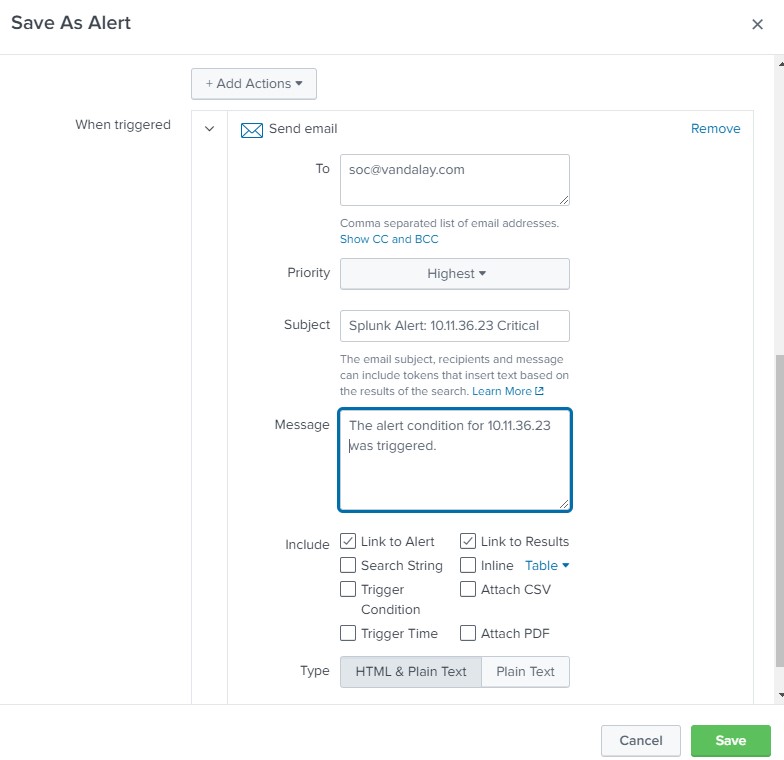 Save As Alert
+ Add Actions
When triggered
Send email
Remove
To
soc@vandalay.com
Comma separated list of email addresses.
Show CC and BCC
Priority
Highest
Subject
Splunk Alert: 10.11.36.23 Critical
The email subject, recipients and message
can include tokens that insert text based on
the results of the search. Learn More
Message
The alert condition for 10.11.36.23
was triggered.
Include
Link to Alert
Link to Results
Search String
Inline Table
Trigger
Condition
Attach CSV
Trigger Time
Attach PDF
Type
HTML & Plain Text
Plain Text
Cancel
Save